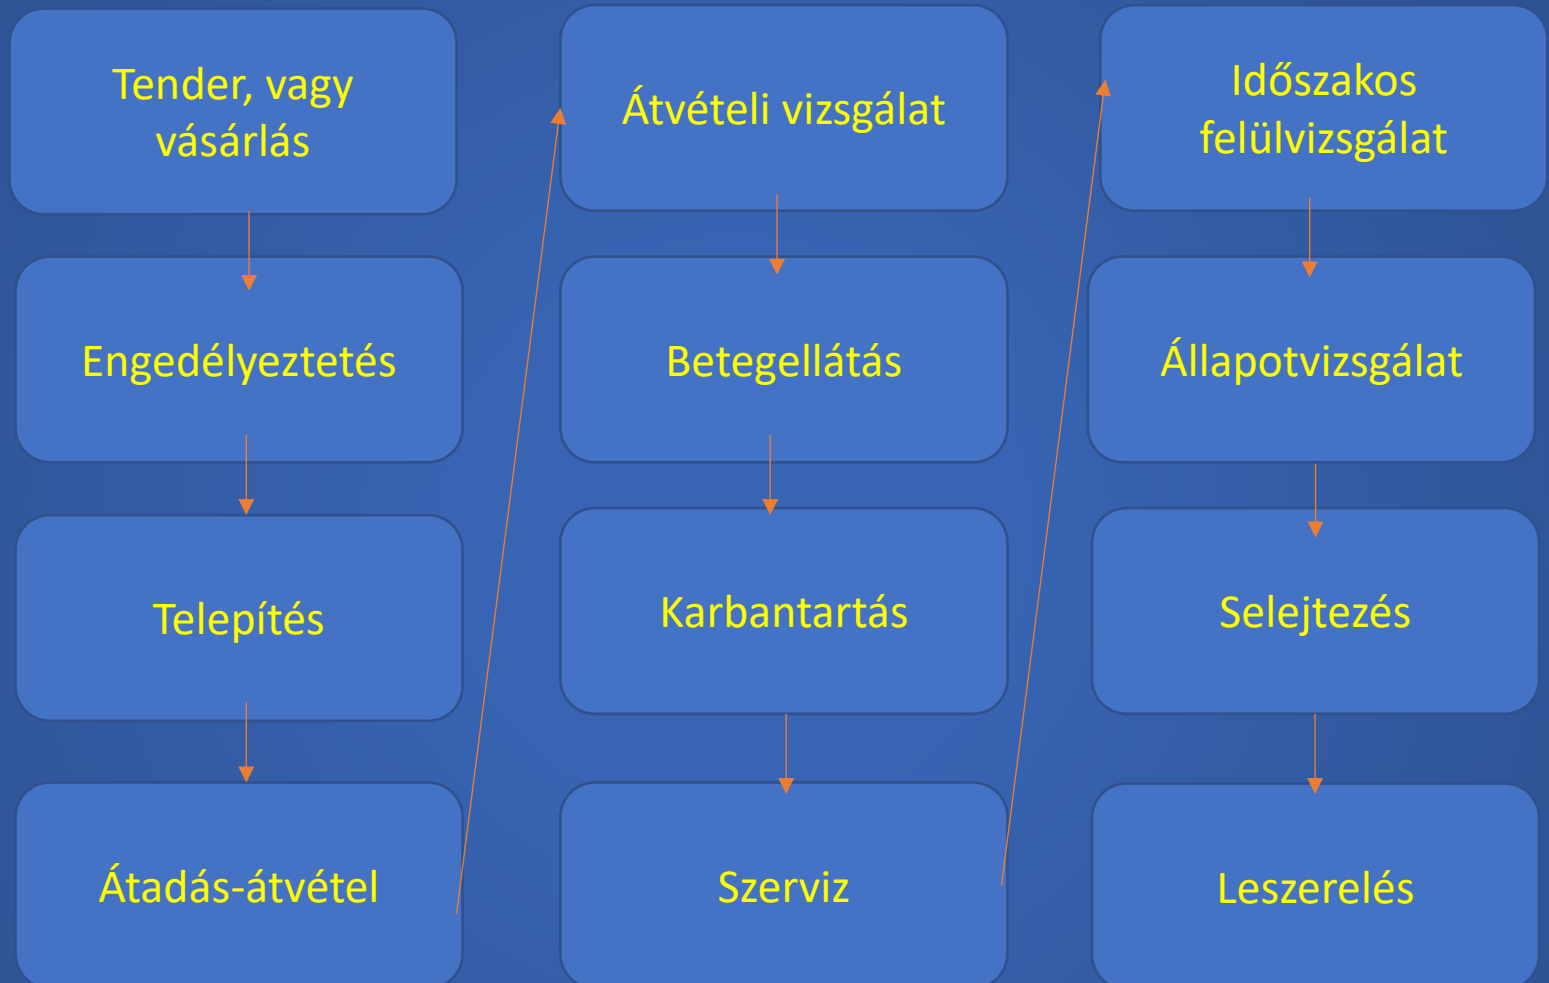 Tender, vagy
vásárlás
Engedélyeztetés
Telepítés
Átadás-átvétel
Átvételi vizsgálat
Betegellátás
Karbantartás
Szerviz
Időszakos
felülvizsgálat
Állapotvizsgálat
Selejtezés
Leszerelés